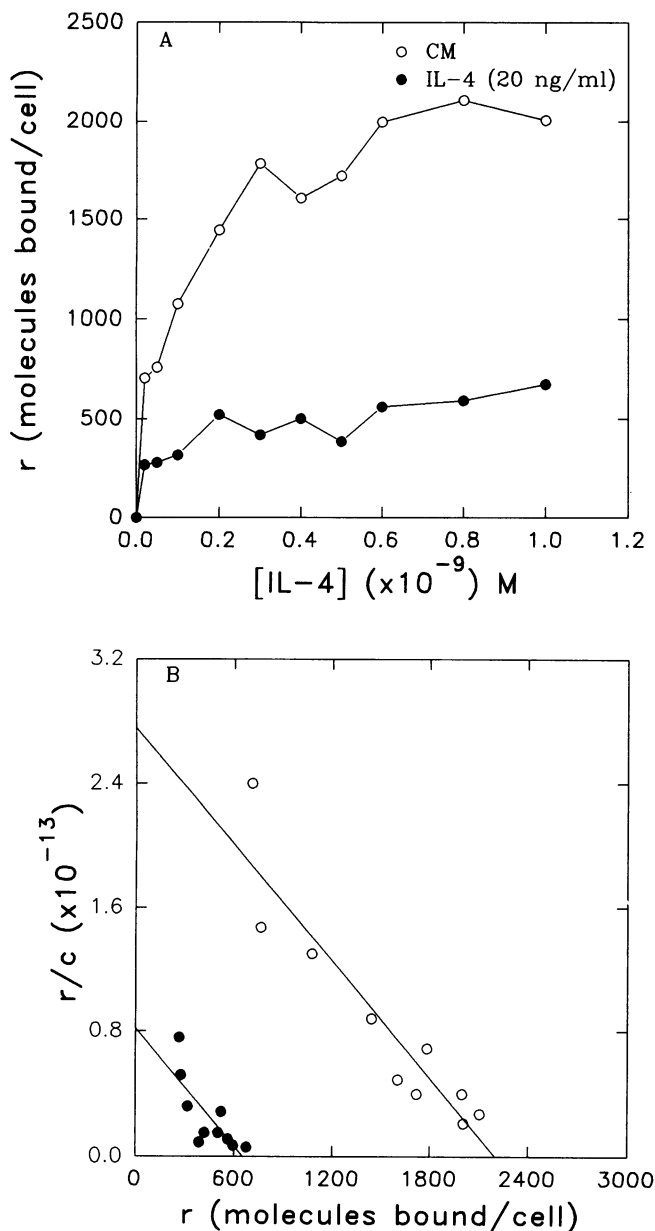 A
CM
IL-4 (20 ng/ml)
2500
2000
1500
1000
500
0
r (molecules bound/cell)
0.0 0.2 0.4 0.6 0.8 1.0 1.2
[IL-4] (x10⁻⁹) M
B
3.2
2.4
1.6
0.8
0.0
r/c (x10⁻¹³)
0 600 1200 1800 2400 3000
r (molecules bound/cell)